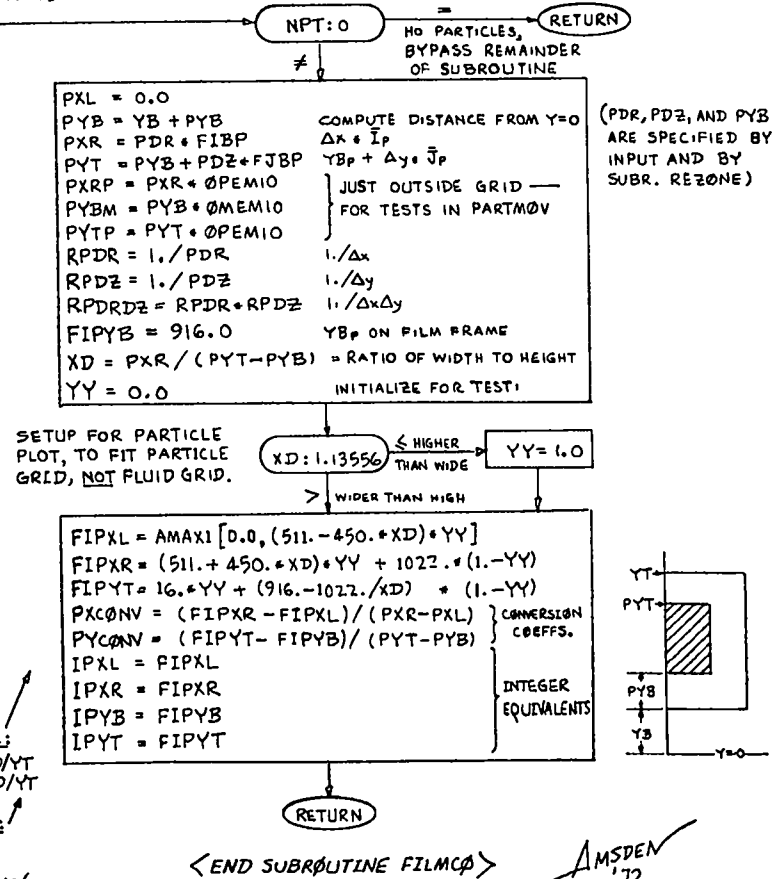 NPT:0
=
RETURN
≠
NO PARTICLES,
BYPASS REMAINDER
OF SUBROUTINE
PXL = 0.0
PYB = YB + PYB COMPUTE DISTANCE FROM Y=0
PXR = PDR * FIBP Δx * Īp
PYT = PYB + PDZ * FJBP YBp + Δy * J̄p
PXRP = PXR * ØPEM10
PYBM = PYB * ØMEM10
PYTP = PYT * ØPEM10
JUST OUTSIDE GRID —
FOR TESTS IN PARTMØV
RPDR = 1./PDR 1./Δx
RPDZ = 1./PDZ 1./Δy
RPDRDZ = RPDR * RPDZ 1./ΔxΔy
FIPYB = 916.0 YBp ON FILM FRAME
XD = PXR / (PYT-PYB) = RATIO OF WIDTH TO HEIGHT
YY = 0.0 INITIALIZE FOR TEST:
(PDR, PDZ, AND PYB
ARE SPECIFIED BY
INPUT AND BY
SUBR. REZONE)
SETUP FOR PARTICLE
PLOT, TO FIT PARTICLE
GRID, NOT FLUID GRID.
XD: 1.13556
≤ HIGHER
THAN WIDE
YY = 1.0
> WIDER THAN HIGH
FIPXL = AMAX1 [0.0, (511.-450.*XD)*YY]
FIPXR = (511.+450.*XD)*YY + 1022.*(1.-YY)
FIPYT = 16.*YY + (916.-1022./XD) * (1.-YY)
PXCØNV = (FIPXR - FIPXL) / (PXR-PXL)
PYCØNV = (FIPYT - FIPYB) / (PYT-PYB)
CONVERSION
COEFFS.
IPXL = FIPXL
IPXR = FIPXR
IPYB = FIPYB
IPYT = FIPYT
INTEGER
EQUIVALENTS
YT
PYT
PYB
YB
Y=0
/YT
/YT
RETURN
<END SUBRØUTINE FILMCØ>
AMSDEN
'72